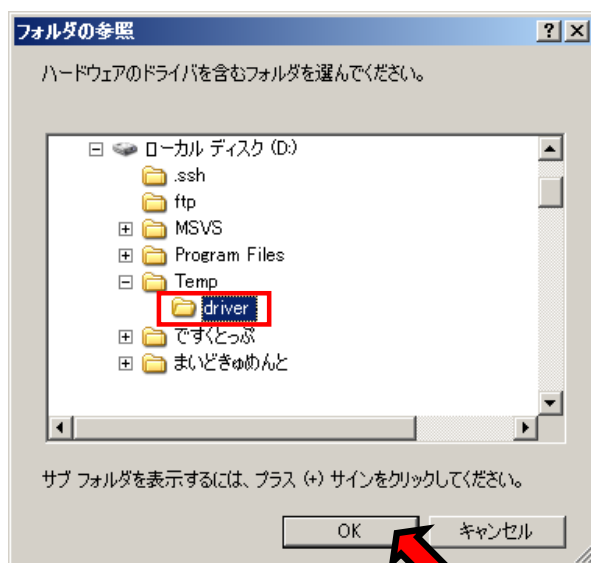 フォルダの参照
ハードウェアのドライバを含むフォルダを選んでください。
ローカル ディスク (D:)
.ssh
ftp
MSVS
Program Files
Temp
driver
ですくとっぷ
まいどきゅめんと
サブ フォルダを表示するには、プラス (+) サインをクリックしてください。
OK キャンセル